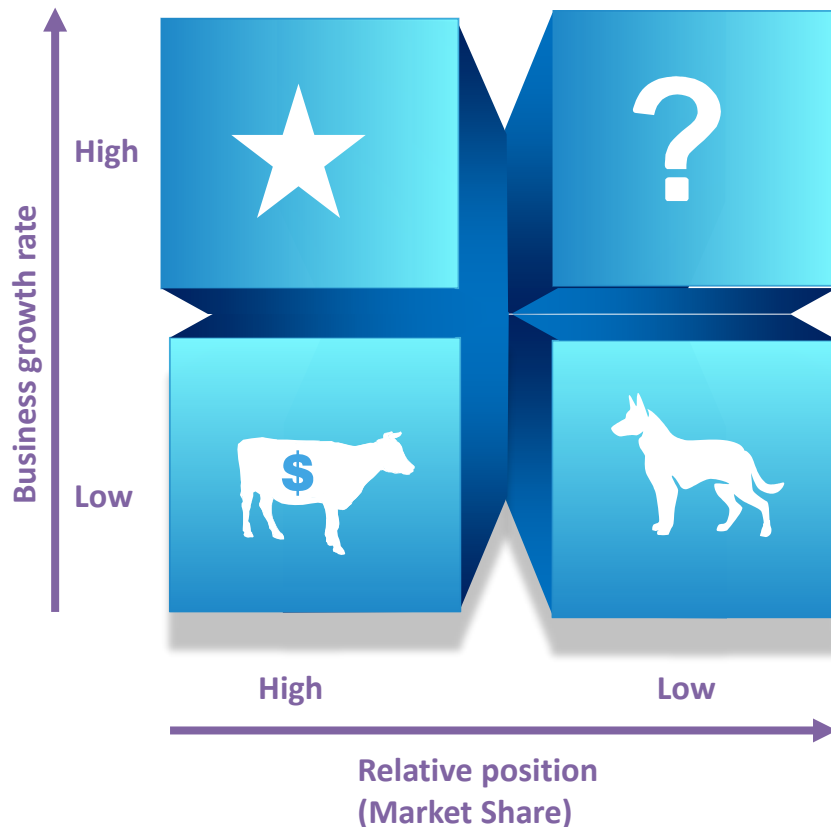 High
?
Business growth rate
Low
$
High
Low
Relative position
(Market Share)